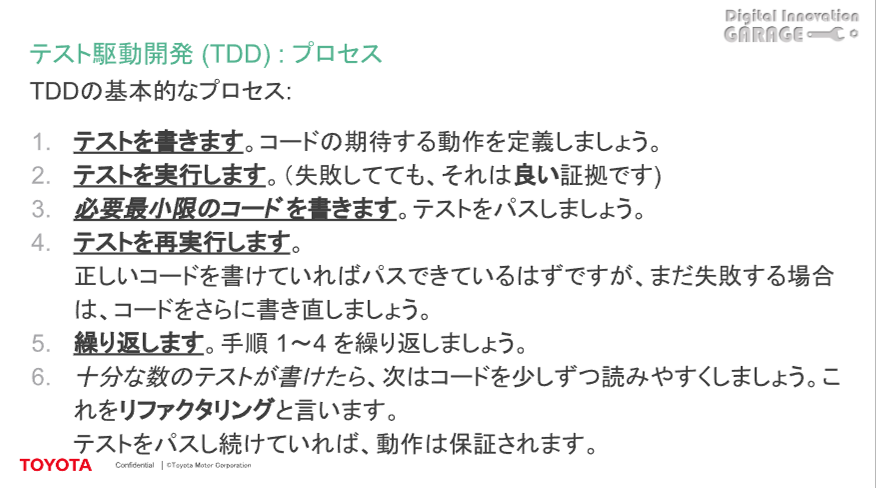 Digital Innovation
GARAGE
テスト駆動開発 (TDD) : プロセス
TDDの基本的なプロセス:
1. テストを書きます。コードの期待する動作を定義しましょう。
2. テストを実行します。（失敗してても、それは良い証拠です)
3. 必要最小限のコードを書きます。テストをパスしましょう。
4. テストを再実行します。
正しいコードを書けていればパスできているはずですが、まだ失敗する場合
は、コードをさらに書き直しましょう。
5. 繰り返します。手順 1～4 を繰り返しましょう。
6. 十分な数のテストが書けたら、次はコードを少しずつ読みやすくしましょう。こ
れをリファクタリングと言います。
テストをパスし続けていれば、動作は保証されます。
TOYOTA Confidential | ©Toyota Motor Corporation